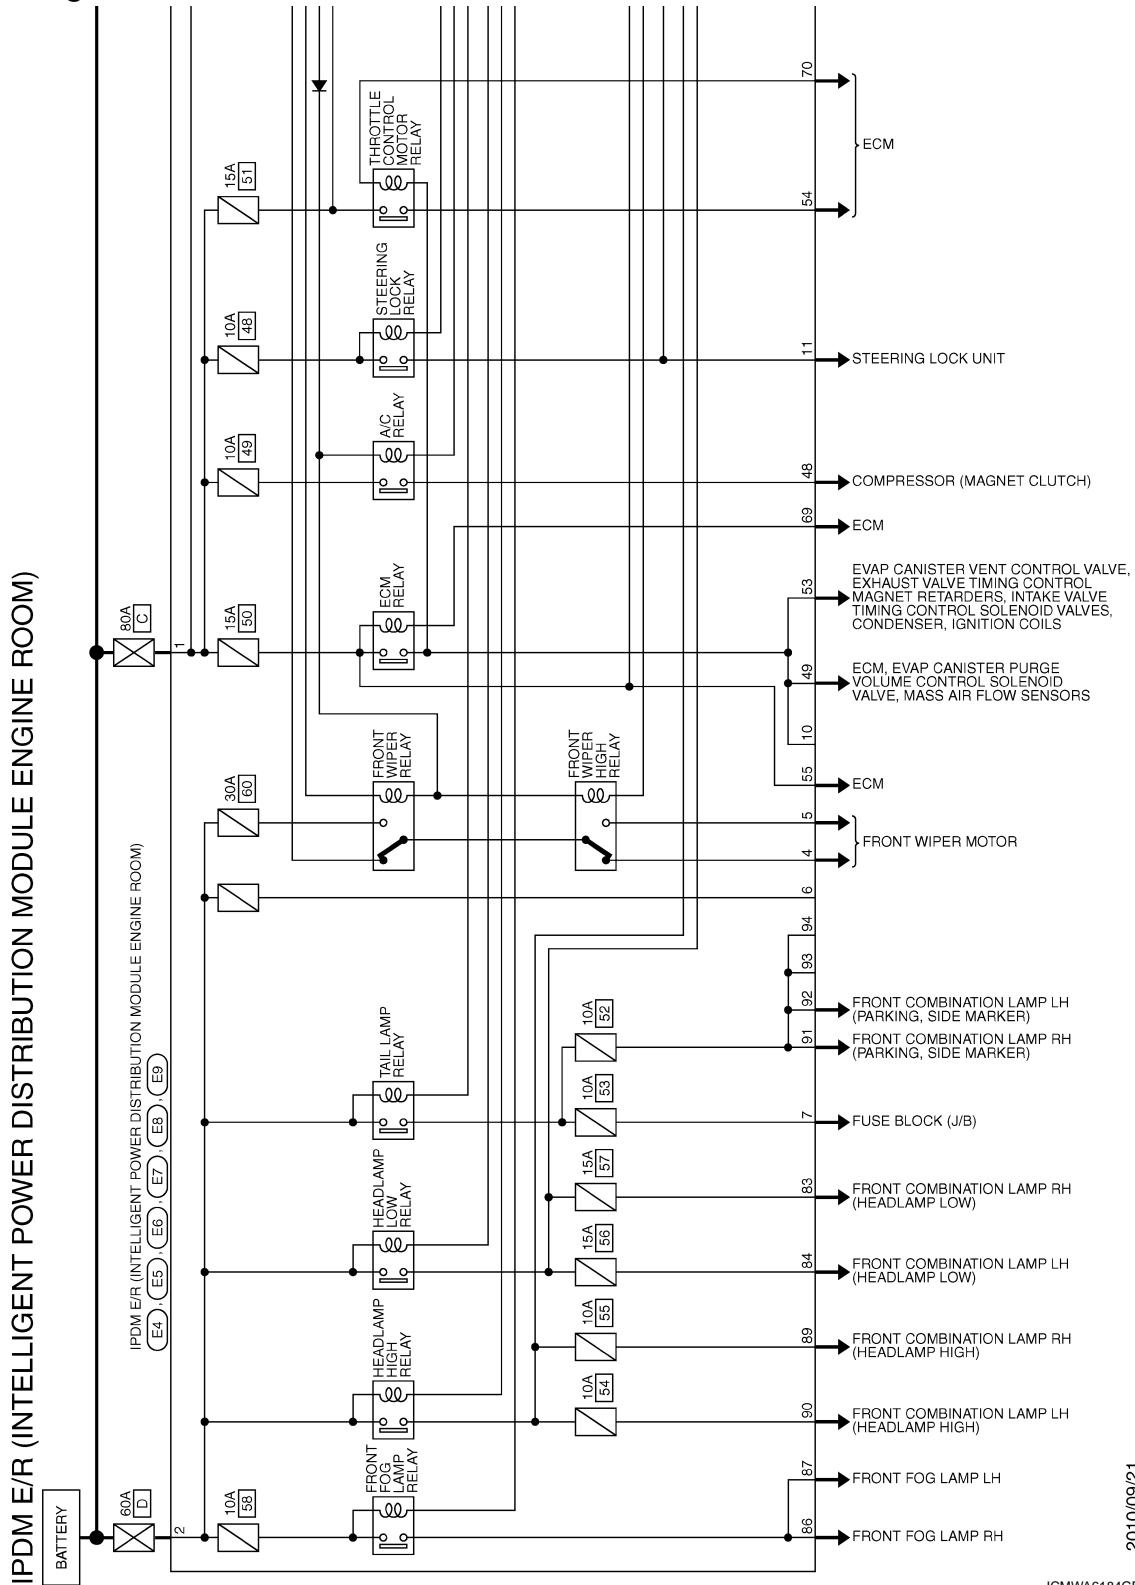 IPDM E/R (INTELLIGENT POWER DISTRIBUTION MODULE ENGINE ROOM)
70
THROTTLE
CONTROL
MOTOR
RELAY
ECM
15A
51
54
STEERING
LOCK
RELAY
10A
48
11
STEERING LOCK UNIT
A/C
RELAY
10A
49
48
COMPRESSOR (MAGNET CLUTCH)
69
ECM
ECM
RELAY
80A
C
1
15A
50
53
EVAP CANISTER VENT CONTROL VALVE,
EXHAUST VALVE TIMING CONTROL
MAGNET RETARDERS, INTAKE VALVE
TIMING CONTROL SOLENOID VALVES,
CONDENSER, IGNITION COILS
49
ECM, EVAP CANISTER PURGE
VOLUME CONTROL SOLENOID
VALVE, MASS AIR FLOW SENSORS
10
FRONT
WIPER
RELAY
FRONT
WIPER
HIGH
RELAY
55
ECM
30A
60
5
4
FRONT WIPER MOTOR
6
IPDM E/R (INTELLIGENT POWER DISTRIBUTION MODULE ENGINE ROOM)
E4 , E5 , E6 , E7 , E8 , E9
94
93
92
FRONT COMBINATION LAMP LH
(PARKING, SIDE MARKER)
10A
52
91
FRONT COMBINATION LAMP RH
(PARKING, SIDE MARKER)
TAIL LAMP
RELAY
10A
53
7
FUSE BLOCK (J/B)
15A
57
83
FRONT COMBINATION LAMP RH
(HEADLAMP LOW)
HEADLAMP
LOW
RELAY
15A
56
84
FRONT COMBINATION LAMP LH
(HEADLAMP LOW)
10A
55
89
FRONT COMBINATION LAMP RH
(HEADLAMP HIGH)
HEADLAMP
HIGH
RELAY
10A
54
90
FRONT COMBINATION LAMP LH
(HEADLAMP HIGH)
FRONT
FOG
LAMP
RELAY
87
FRONT FOG LAMP LH
BATTERY
60A
D
2
10A
58
86
FRONT FOG LAMP RH
2010/09/21